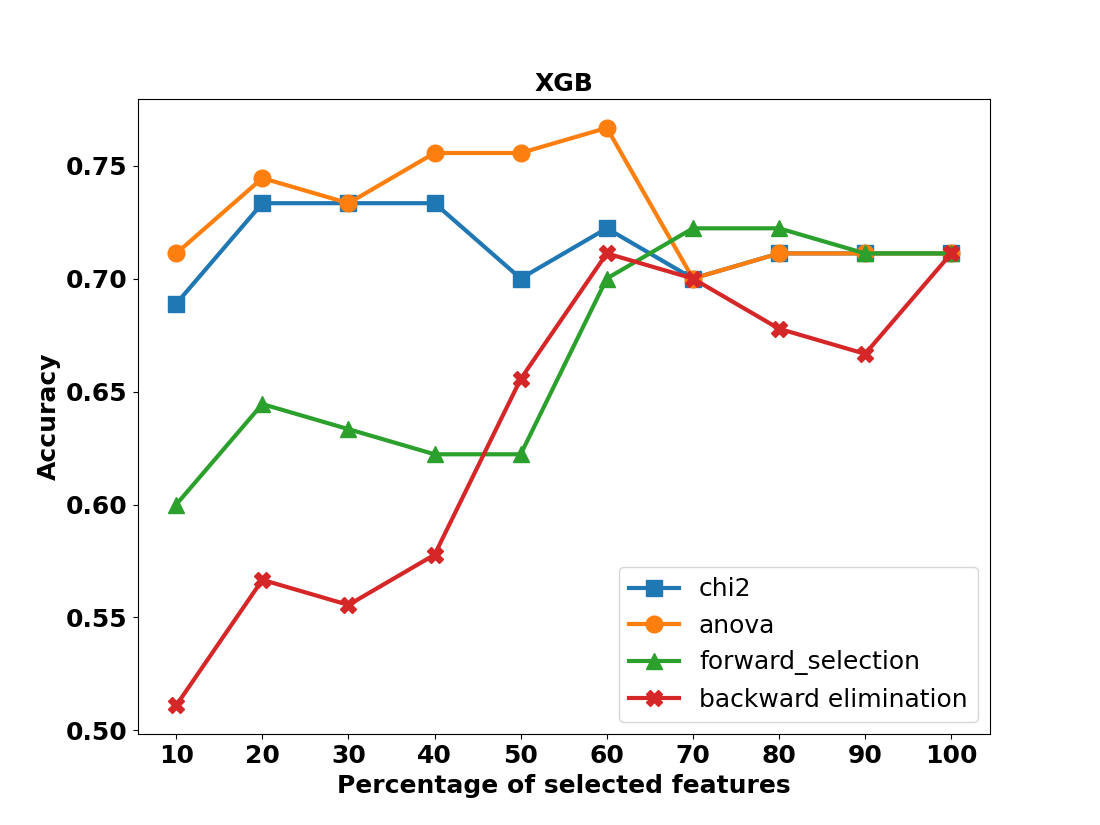 XGB
Accuracy
0.75
0.70
0.65
0.60
0.55
0.50
10 20 30 40 50 60 70 80 90 100
Percentage of selected features
chi2
anova
forward_selection
backward elimination